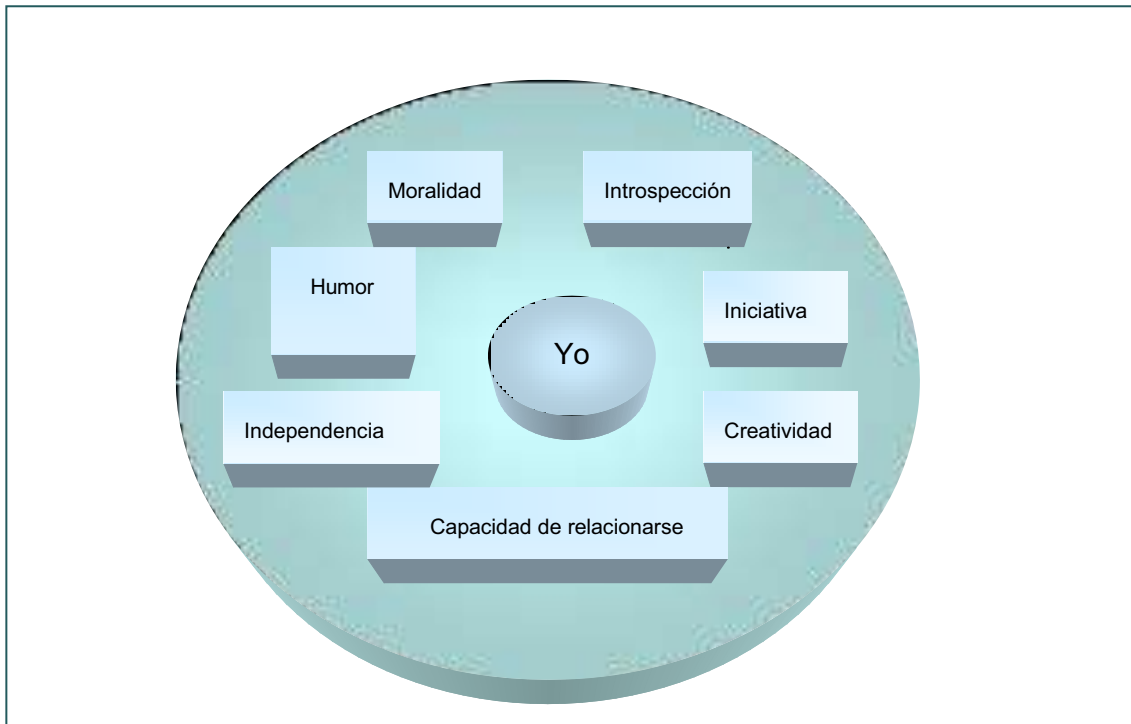 Moralidad
Introspección
Humor
Iniciativa
Yo
Independencia
Creatividad
Capacidad de relacionarse